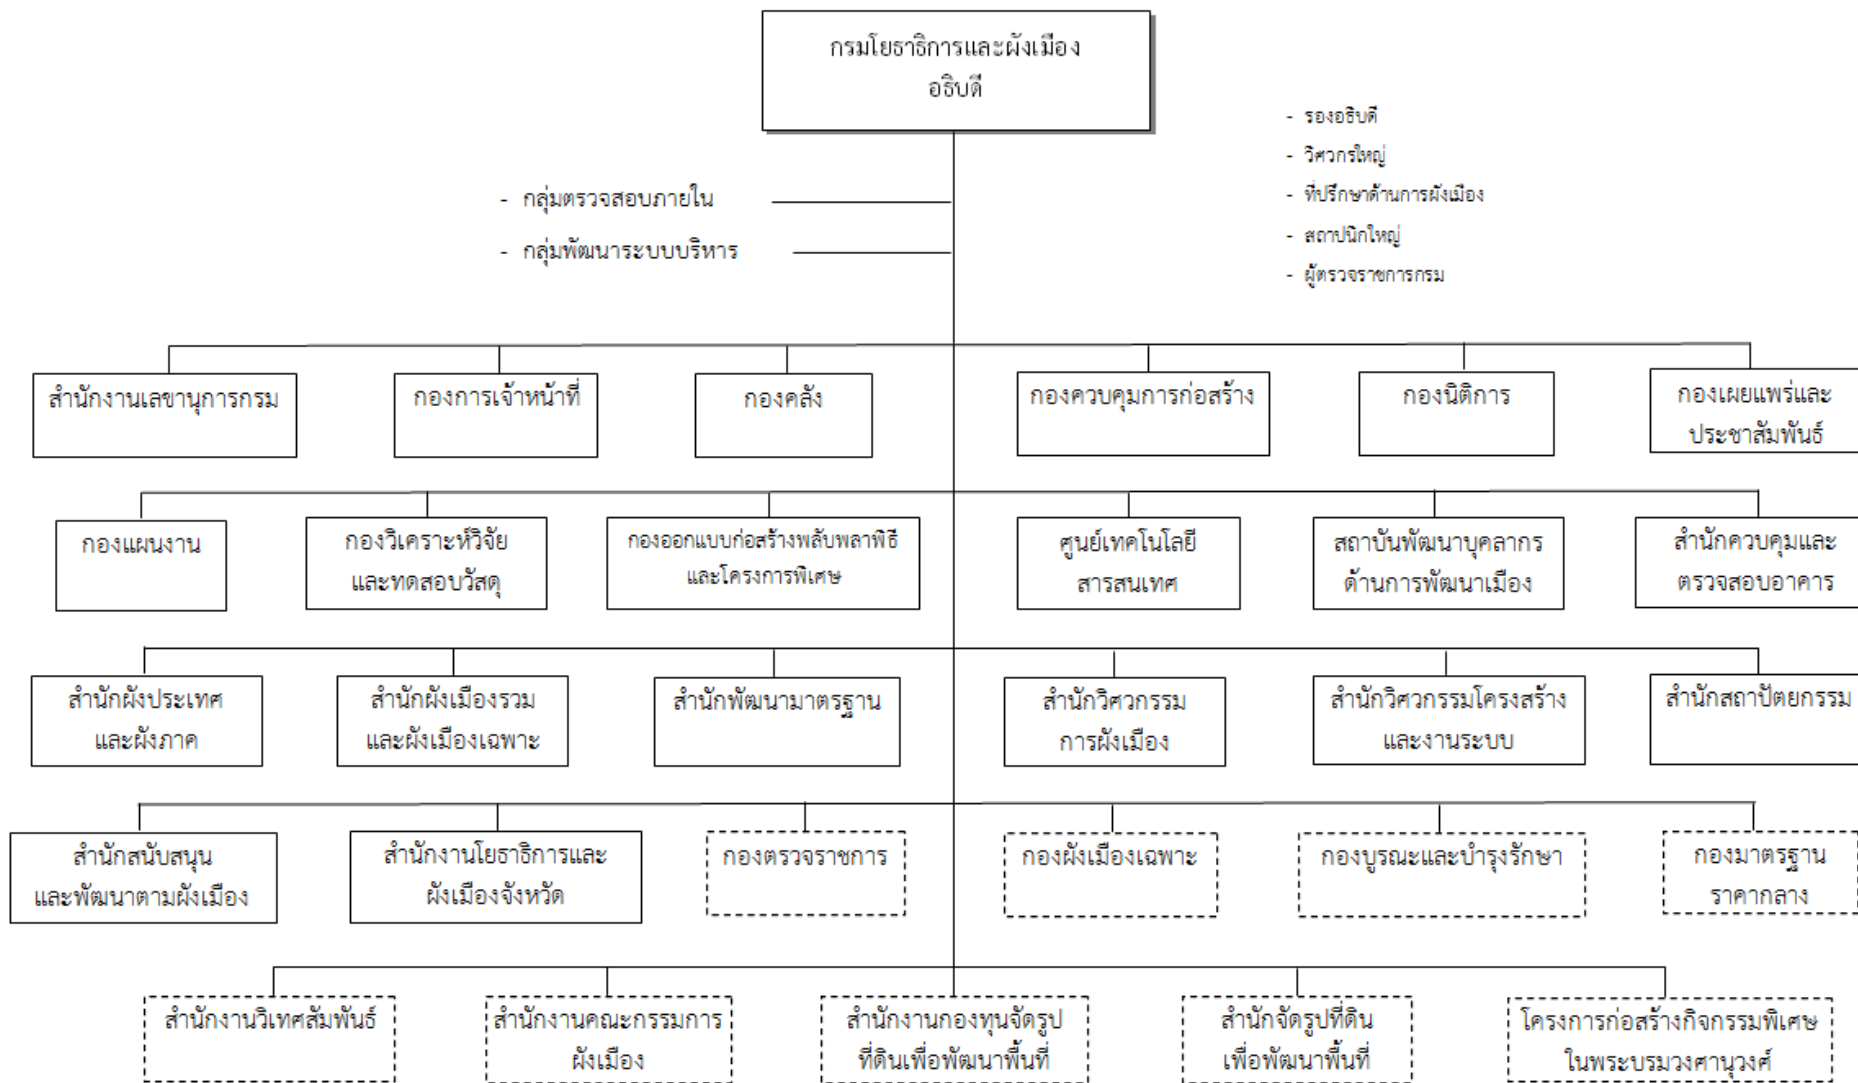 กรมโยธาธิการและผังเมือง
อธิบดี
- รองอธิบดี
- วิศวกรใหญ่
- ที่ปรึกษาด้านการผังเมือง
- สถาปนิกใหญ่
- ผู้ตรวจราชการกรม
- กลุ่มตรวจสอบภายใน
- กลุ่มพัฒนาระบบบริหาร
สำนักงานเลขานุการกรม
กองการเจ้าหน้าที่
กองคลัง
กองควบคุมการก่อสร้าง
กองนิติการ
กองเผยแพร่และ
ประชาสัมพันธ์
กองแผนงาน
กองวิเคราะห์วิจัย
และทดสอบวัสดุ
กองออกแบบก่อสร้างพลับพลาพิธี
และโครงการพิเศษ
ศูนย์เทคโนโลยี
สารสนเทศ
สถาบันพัฒนาบุคลากร
ด้านการพัฒนาเมือง
สำนักควบคุมและ
ตรวจสอบอาคาร
สำนักผังประเทศ
และผังภาค
สำนักผังเมืองรวม
และผังเมืองเฉพาะ
สำนักพัฒนามาตรฐาน
สำนักวิศวกรรม
การผังเมือง
สำนักวิศวกรรมโครงสร้าง
และงานระบบ
สำนักสถาปัตยกรรม
สำนักสนับสนุน
และพัฒนาตามผังเมือง
สำนักงานโยธาธิการและ
ผังเมืองจังหวัด
กองตรวจราชการ
กองผังเมืองเฉพาะ
กองบูรณะและบำรุงรักษา
กองมาตรฐาน
ราคากลาง
สำนักงานวิเทศสัมพันธ์
สำนักงานคณะกรรมการ
ผังเมือง
สำนักงานกองทุนจัดรูป
ที่ดินเพื่อพัฒนาพื้นที่
สำนักจัดรูปที่ดิน
เพื่อพัฒนาพื้นที่
โครงการก่อสร้างกิจกรรมพิเศษ
ในพระบรมวงศานุวงศ์